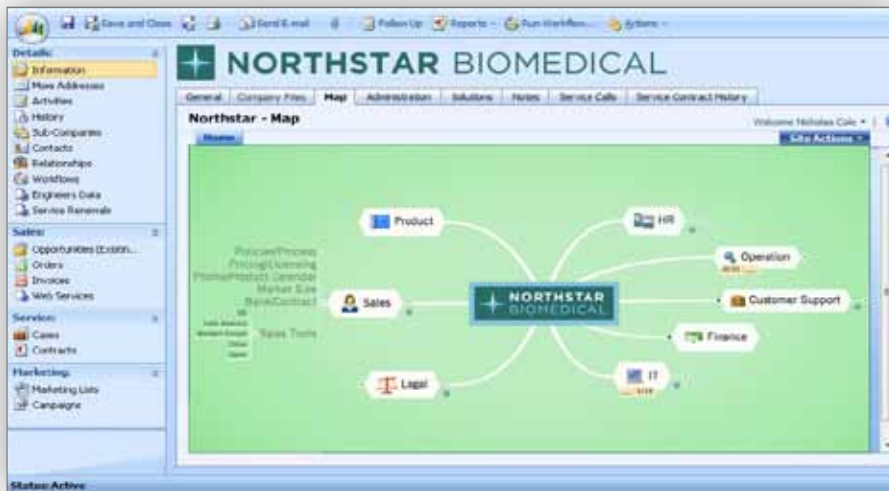 Save and Close
Send E-mail
Follow Up
Reports
Run Workflow...
Actions
Details:
Information
More Addresses
Activities
History
Sub-Companies
Contacts
Relationships
Workflows
Engineers Data
Service Renewals
Sales:
Opportunities (Existin...
Orders
Invoices
Web Services
Service:
Cases
Contracts
Marketing:
Marketing Lists
Campaigns
Status: Active
NORTHSTAR BIOMEDICAL
General
Company Files
Map
Administration
Solutions
Notes
Service Calls
Service Contract History
Northstar - Map
Welcome Nicholas Cole
Home
Site Actions
Product
Policies/Process
Pricing/Licensing
Promo/Product Calendar
Market Size
Bank/Contract
Sales Tools
Sales
Legal
NORTHSTAR
BIOMEDICAL
HR
Operation
Customer Support
Finance
IT